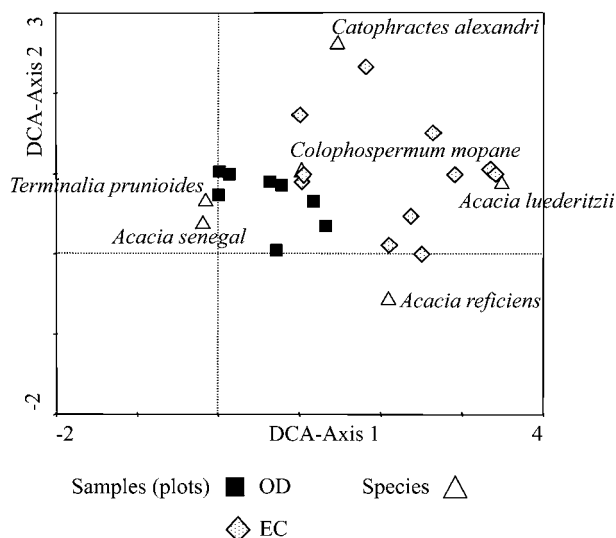 3
DCA-Axis 2
Catophractes alexandri
Colophospermum mopane
Terminalia prunioides
Acacia luederitzii
Acacia senegal
Acacia reficiens
-2
-2
DCA-Axis 1
4
Samples (plots) OD Species
EC